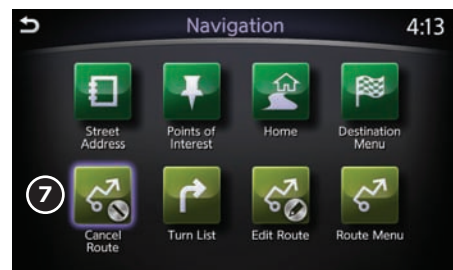 Navigation 4:13
Street Address
Points of Interest
Home
Destination Menu
7
Cancel Route
Turn List
Edit Route
Route Menu